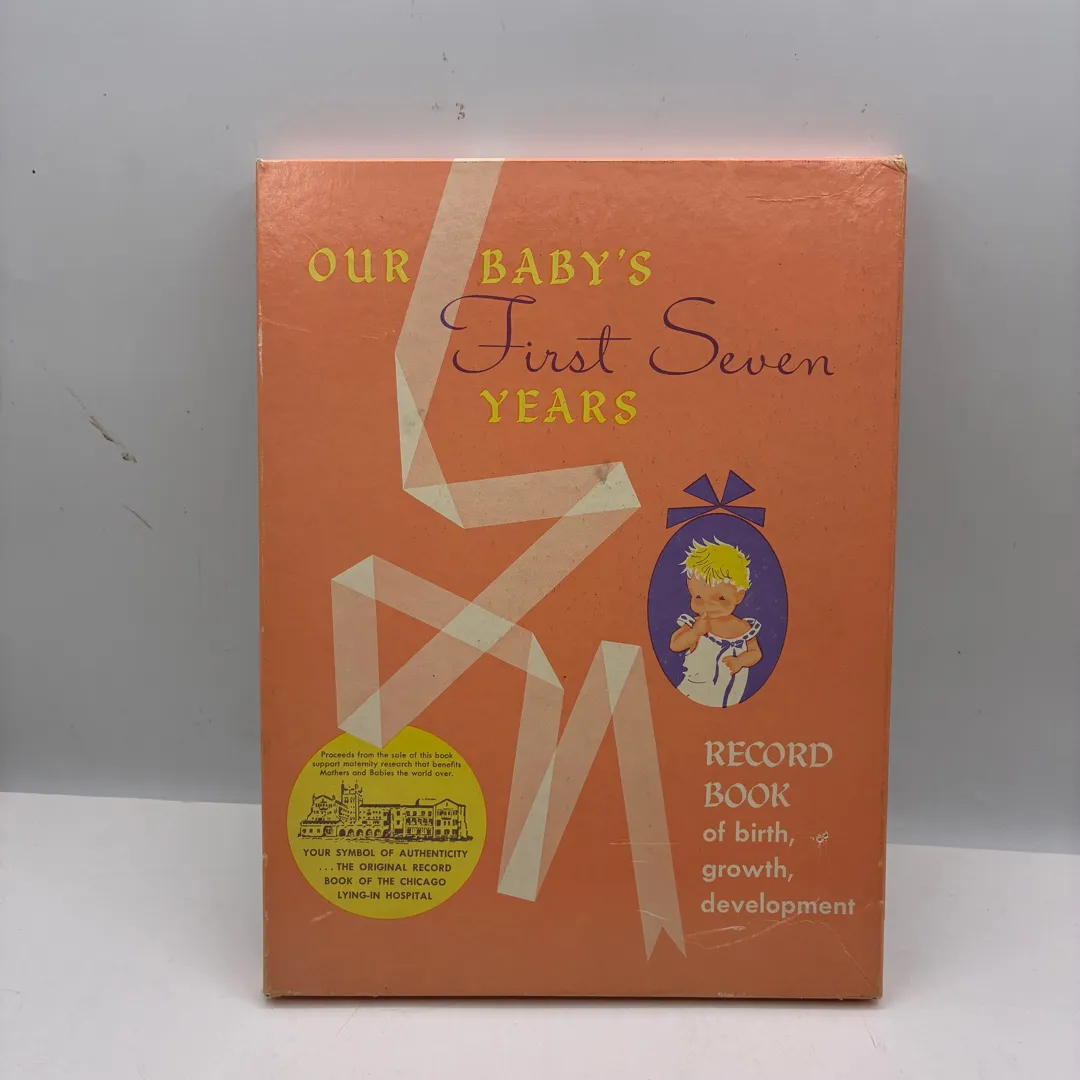 OUR BABY'S
First Seven
YEARS
RECORD
BOOK
of birth,
growth,
development
Proceeds from the sale of this book
support maternity research that benefits
Mothers and Babies the world over.
YOUR SYMBOL OF AUTHENTICITY
...THE ORIGINAL RECORD
BOOK OF THE CHICAGO
LYING-IN HOSPITAL